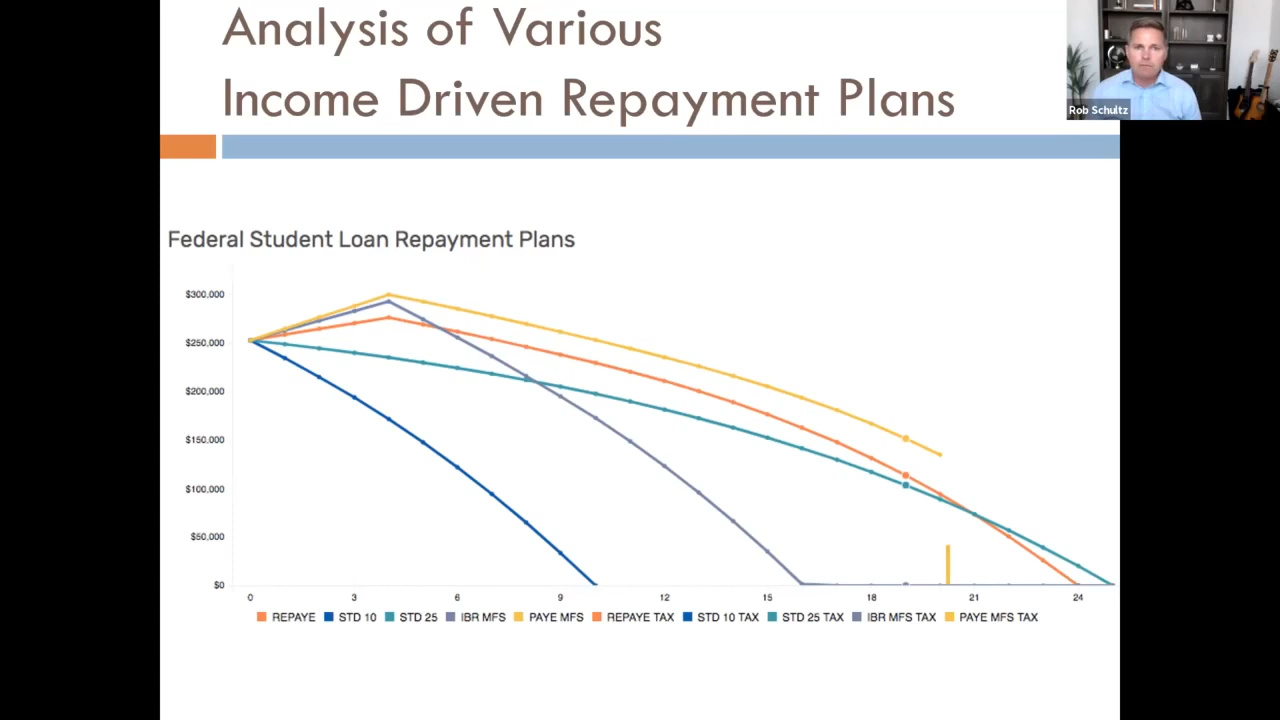 Analysis of Various
Income Driven Repayment Plans
Rob Schultz
Federal Student Loan Repayment Plans
$300,000
$250,000
$200,000
$150,000
$100,000
$50,000
$0
0 3 6 9 12 15 18 21 24
REPAYE STD 10 STD 25 IBR MFS PAYE MFS REPAYE TAX STD 10 TAX STD 25 TAX IBR MFS TAX PAYE MFS TAX